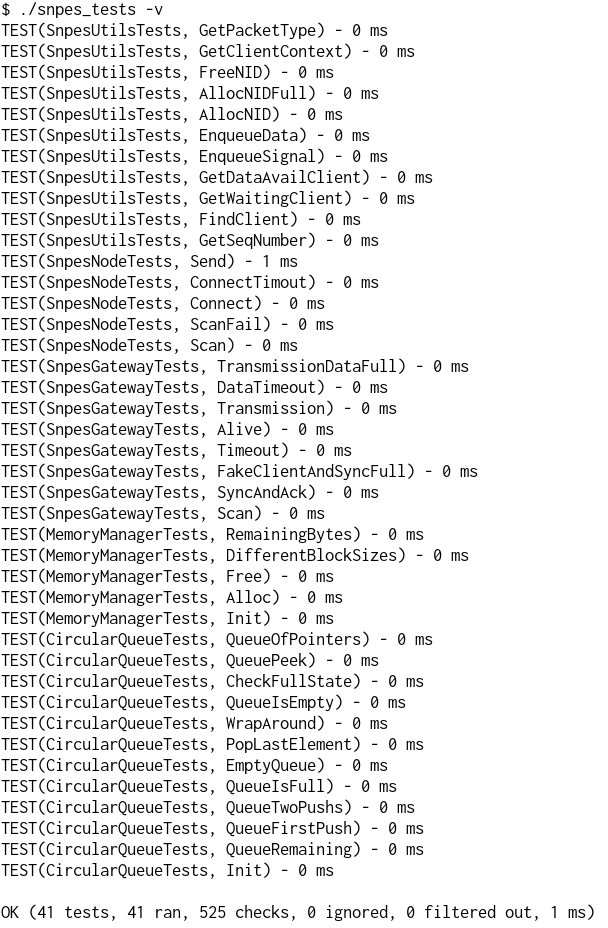 $ ./snpes_tests -v
TEST(SnpesUtilsTests, GetPacketType) - 0 ms
TEST(SnpesUtilsTests, GetClientContext) - 0 ms
TEST(SnpesUtilsTests, FreeNID) - 0 ms
TEST(SnpesUtilsTests, AllocNIDFull) - 0 ms
TEST(SnpesUtilsTests, AllocNID) - 0 ms
TEST(SnpesUtilsTests, EnqueueData) - 0 ms
TEST(SnpesUtilsTests, EnqueueSignal) - 0 ms
TEST(SnpesUtilsTests, GetDataAvailClient) - 0 ms
TEST(SnpesUtilsTests, GetWaitingClient) - 0 ms
TEST(SnpesUtilsTests, FindClient) - 0 ms
TEST(SnpesUtilsTests, GetSeqNumber) - 0 ms
TEST(SnpesNodeTests, Send) - 1 ms
TEST(SnpesNodeTests, ConnectTimout) - 0 ms
TEST(SnpesNodeTests, Connect) - 0 ms
TEST(SnpesNodeTests, ScanFail) - 0 ms
TEST(SnpesNodeTests, Scan) - 0 ms
TEST(SnpesGatewayTests, TransmissionDataFull) - 0 ms
TEST(SnpesGatewayTests, DataTimeout) - 0 ms
TEST(SnpesGatewayTests, Transmission) - 0 ms
TEST(SnpesGatewayTests, Alive) - 0 ms
TEST(SnpesGatewayTests, Timeout) - 0 ms
TEST(SnpesGatewayTests, FakeClientAndSyncFull) - 0 ms
TEST(SnpesGatewayTests, SyncAndAck) - 0 ms
TEST(SnpesGatewayTests, Scan) - 0 ms
TEST(MemoryManagerTests, RemainingBytes) - 0 ms
TEST(MemoryManagerTests, DifferentBlockSizes) - 0 ms
TEST(MemoryManagerTests, Free) - 0 ms
TEST(MemoryManagerTests, Alloc) - 0 ms
TEST(MemoryManagerTests, Init) - 0 ms
TEST(CircularQueueTests, QueueOfPointers) - 0 ms
TEST(CircularQueueTests, QueuePeek) - 0 ms
TEST(CircularQueueTests, CheckFullState) - 0 ms
TEST(CircularQueueTests, QueueIsEmpty) - 0 ms
TEST(CircularQueueTests, WrapAround) - 0 ms
TEST(CircularQueueTests, PopLastElement) - 0 ms
TEST(CircularQueueTests, EmptyQueue) - 0 ms
TEST(CircularQueueTests, QueueIsFull) - 0 ms
TEST(CircularQueueTests, QueueTwoPushs) - 0 ms
TEST(CircularQueueTests, QueueFirstPush) - 0 ms
TEST(CircularQueueTests, QueueRemaining) - 0 ms
TEST(CircularQueueTests, Init) - 0 ms
OK (41 tests, 41 ran, 525 checks, 0 ignored, 0 filtered out, 1 ms)